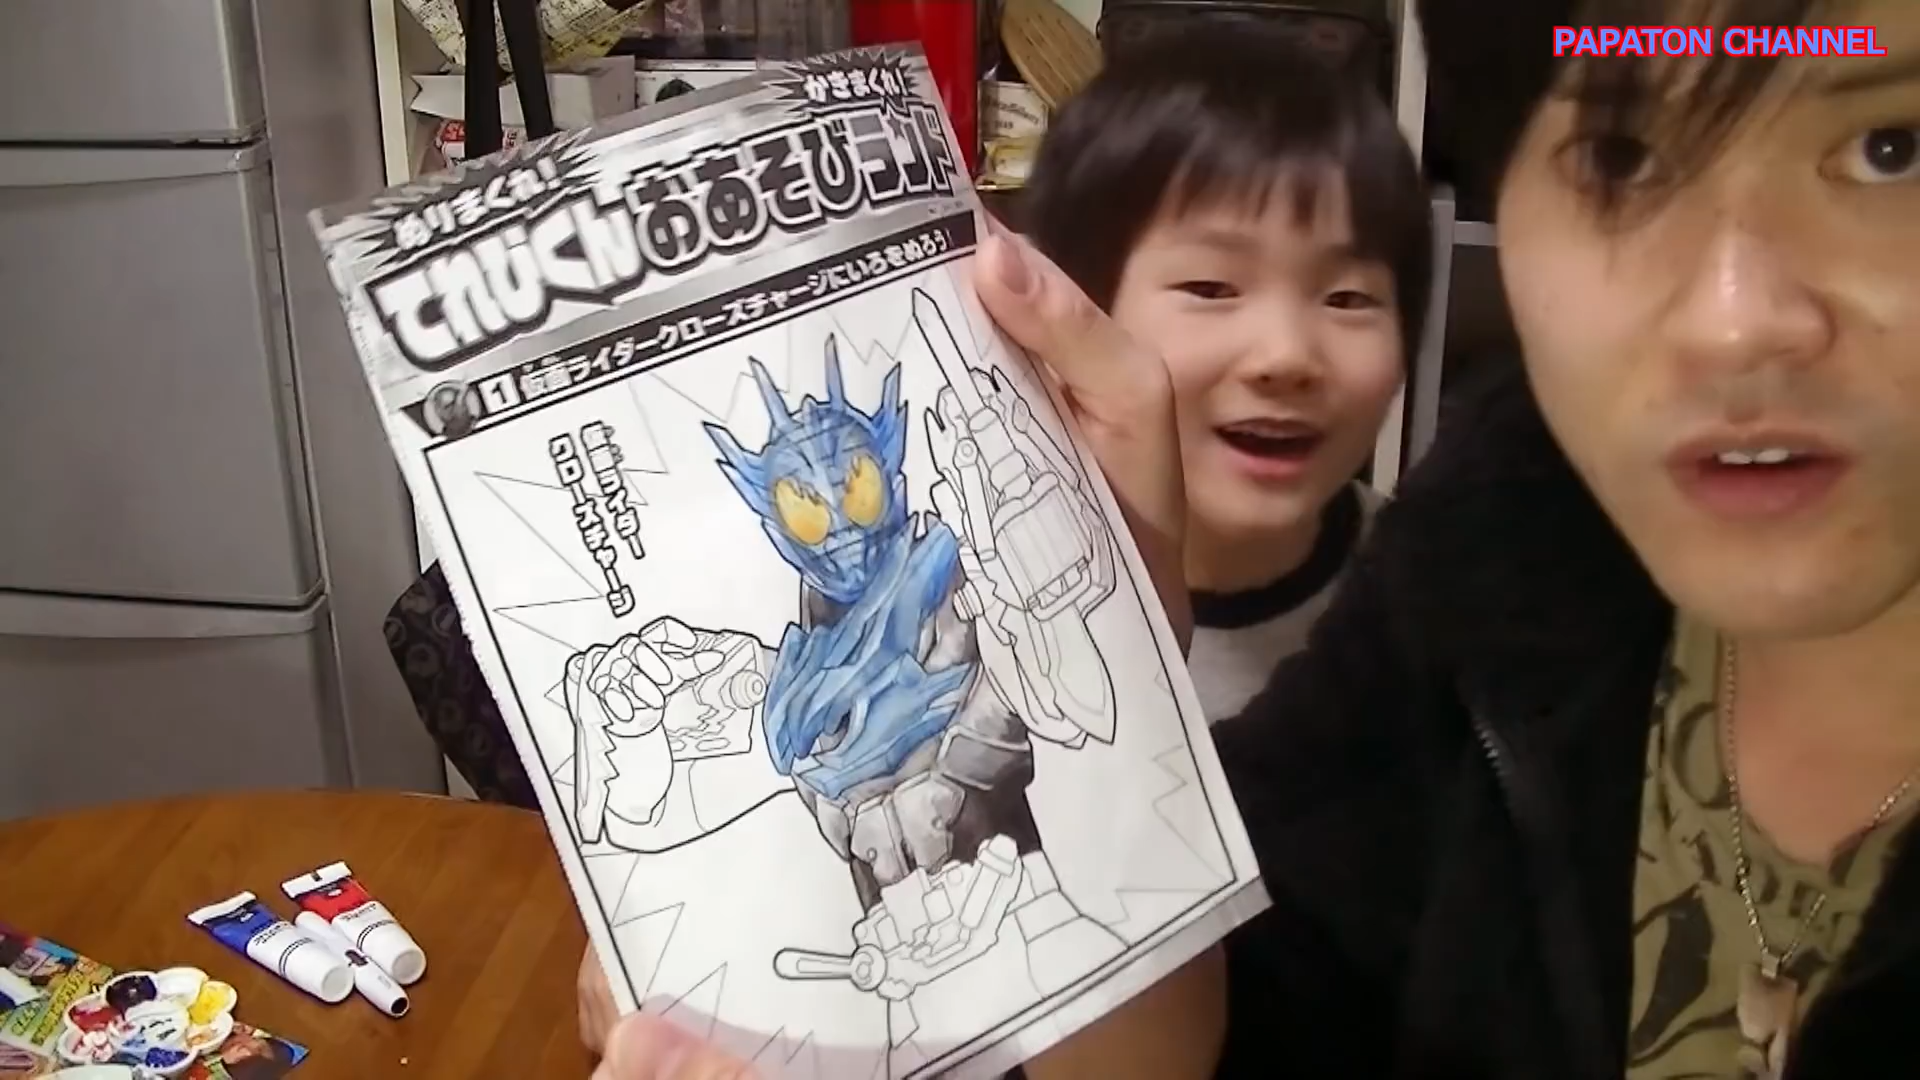 PAPATON CHANNEL
ぬりまくれ!
かきまくれ!
てれびくんおあそびランド
1 仮面ライダークローズチャージにいろをぬろう!
仮面ライダー
クローズチャージ